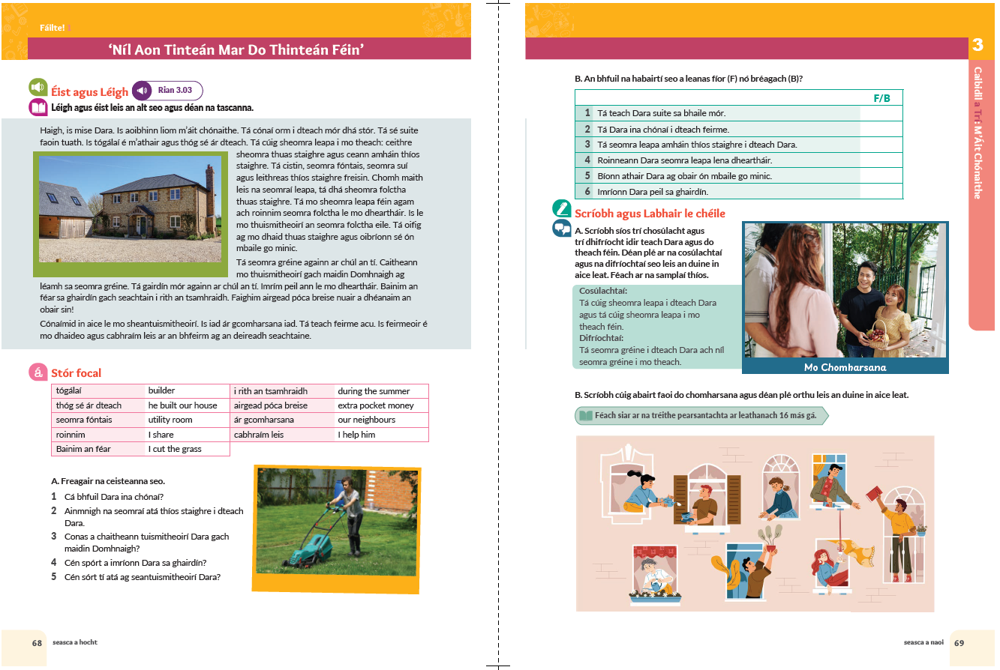 Fáilte! 1
‘Níl Aon Tinteán Mar Do Thinteán Féin’
Éist agus Léigh
Rian 3.03
Léigh agus éist leis an alt seo agus déan na tascanna.
Haigh, is mise Dara. Is aoibhinn liom m’áit chónaithe. Tá cónaí orm i dteach mór dhá stór. Tá sé suite
faoin tuath. Is tógálaí é m’athair agus thóg sé ár dteach. Tá cúig sheomra leapa i mo theach: ceithre
sheomra thuas staighre agus ceann amháin thíos
staighre. Tá cistin, seomra fóntais, seomra suí
agus leithreas thíos staighre freisin. Chomh maith
leis na seomraí leapa, tá dhá sheomra folctha
thuas staighre. Tá mo sheomra leapa féin agam
ach roinnim seomra folctha le mo dheartháir. Is le
mo thuismitheoirí an seomra folctha eile. Tá oifig
ag mo dhaid thuas staighre agus oibríonn sé ón
mbaile go minic.
Tá seomra gréine againn ar chúl an tí. Caitheann
mo thuismitheoirí gach maidin Domhnaigh ag
léamh sa seomra gréine. Tá gairdín mór againn ar chúl an tí. Imrím peil ann le mo dheartháir. Bainim an
féar sa ghairdín gach seachtain i rith an tsamhraidh. Faighim airgead póca breise nuair a dhéanaim an
obair sin!
Cónaímid in aice le mo sheantuismitheoirí. Is iad ár gcomharsana iad. Tá teach feirme acu. Is feirmeoir é
mo dhaideo agus cabhraím leis ar an bhfeirm ag an deireadh seachtaine.
á Stór focal
tógálaí builder i rith an tsamhraidh during the summer
thóg sé ár dteach he built our house airgead póca breise extra pocket money
seomra fóntais utility room ár gcomharsana our neighbours
roinnim I share cabhraím leis I help him
Bainim an féar I cut the grass
A. Freagair na ceisteanna seo.
1 Cá bhfuil Dara ina chónaí?
2 Ainmnigh na seomraí atá thíos staighre i dteach
Dara.
3 Conas a chaitheann tuismitheoirí Dara gach
maidin Domhnaigh?
4 Cén spórt a imríonn Dara sa ghairdín?
5 Cén sórt tí atá ag seantuismitheoirí Dara?
68 seasca a hocht
3
Caibidil a Trí: M’Áit Chónaithe
B. An bhfuil na habairtí seo a leanas fíor (F) nó bréagach (B)?
F/B
1 Tá teach Dara suite sa bhaile mór.
2 Tá Dara ina chónaí i dteach feirme.
3 Tá seomra leapa amháin thíos staighre i dteach Dara.
4 Roinneann Dara seomra leapa lena dheartháir.
5 Bíonn athair Dara ag obair ón mbaile go minic.
6 Imríonn Dara peil sa ghairdín.
Scríobh agus Labhair le chéile
A. Scríobh síos trí chosúlacht agus
trí dhifríocht idir teach Dara agus do
theach féin. Déan plé ar na cosúlachtaí
agus na difríochtaí seo leis an duine in
aice leat. Féach ar na samplaí thíos.
Cosúlachtaí:
Tá cúig sheomra leapa i dteach Dara
agus tá cúig sheomra leapa i mo
theach féin.
Difríochtaí:
Tá seomra gréine i dteach Dara ach níl
seomra gréine i mo theach.
Mo Chomharsana
B. Scríobh cúig abairt faoi do chomharsana agus déan plé orthu leis an duine in aice leat.
Féach siar ar na tréithe pearsantachta ar leathanach 16 más gá.
seasca a naoi 69